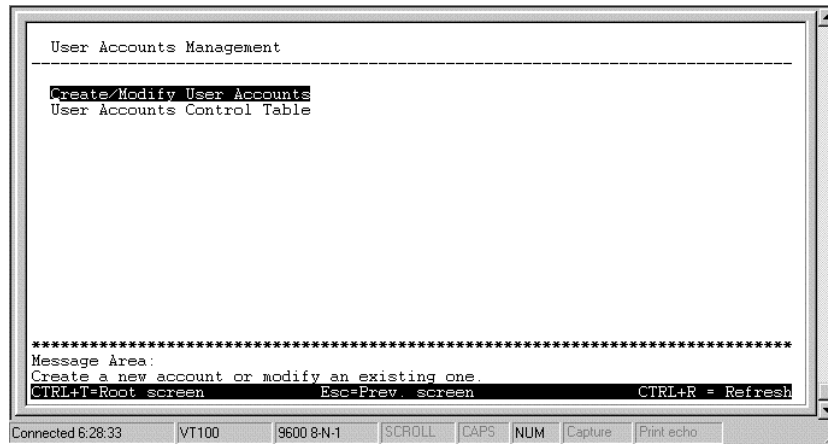 User Accounts Management
Create/Modify User Accounts
User Accounts Control Table
*******************************************************************************
Message Area:
Create a new account or modify an existing one.
CTRL+T=Root screen Esc=Prev. screen CTRL+R = Refresh
Connected 6:28:33 VT100 9600 8-N-1 SCROLL CAPS NUM Capture Print echo